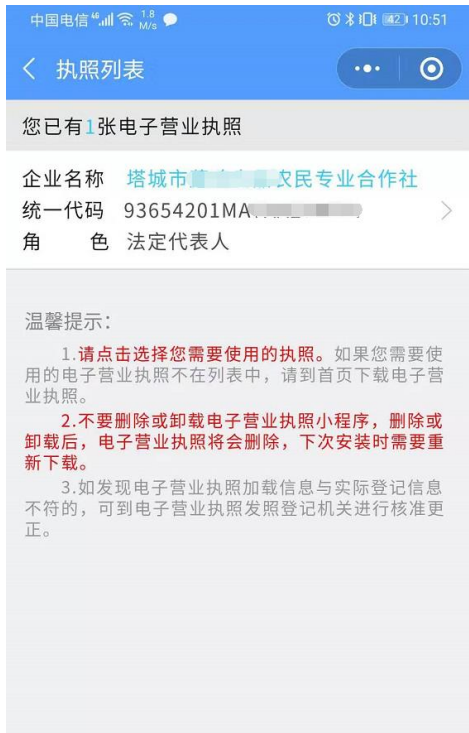 中国电信 46 1.8 M/s 42 10:51
执照列表
您已有1张电子营业执照
企业名称 塔城市农民专业合作社
统一代码 93654201MA
角 色 法定代表人
温馨提示：
1.请点击选择您需要使用的执照。如果您需要使
用的电子营业执照不在列表中，请到首页下载电子营
业执照。
2.不要删除或卸载电子营业执照小程序，删除或
卸载后，电子营业执照将会删除，下次安装时需要重
新下载。
3.如发现电子营业执照加载信息与实际登记信息
不符的，可到电子营业执照发照登记机关进行核准更
正。